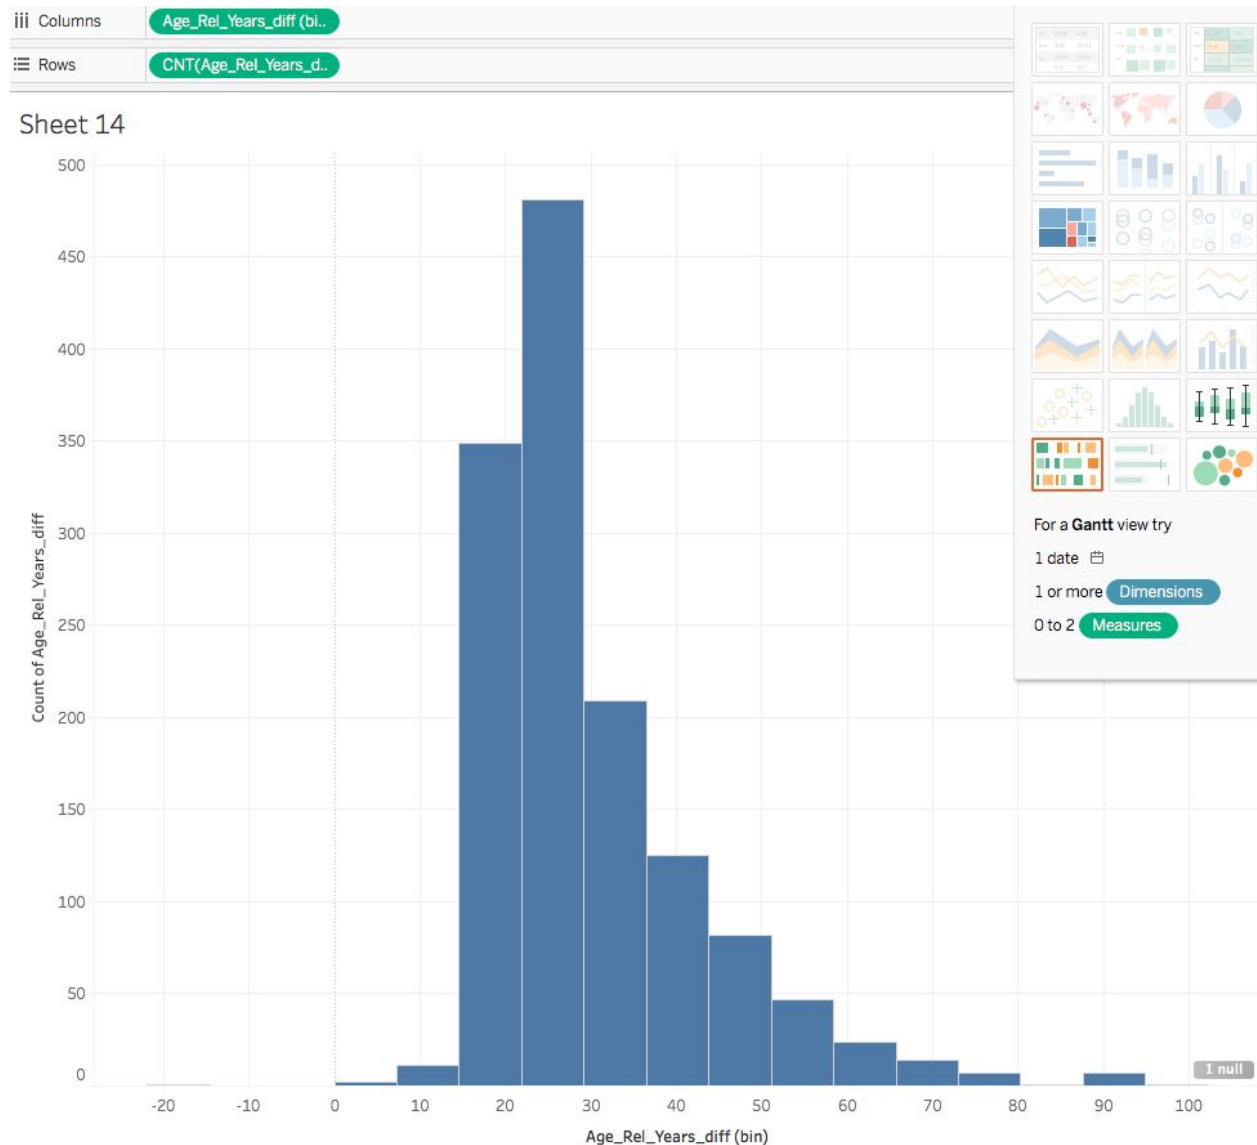 Columns
Age_Rel_Years_diff (bi..
Rows
CNT(Age_Rel_Years_d..
Sheet 14
500
450
400
350
300
250
200
150
100
50
0
Count of Age_Rel_Years_diff
-20 -10 0 10 20 30 40 50 60 70 80 90 100
Age_Rel_Years_diff (bin)
1 null
For a Gantt view try
1 date
1 or more Dimensions
0 to 2 Measures